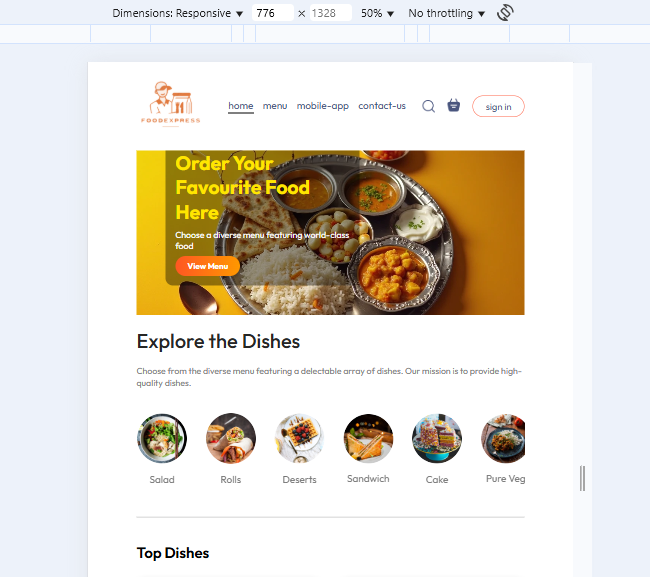 Dimensions: Responsive ▼ 776 × 1328 50% ▼ No throttling ▼
FOODEXPRESS
home menu mobile-app contact-us sign in
Order Your
Favourite Food
Here
Choose a diverse menu featuring world-class
food
View Menu
Explore the Dishes
Choose from the diverse menu featuring a delectable array of dishes. Our mission is to provide high-
quality dishes.
Salad Rolls Deserts Sandwich Cake Pure Veg
Top Dishes